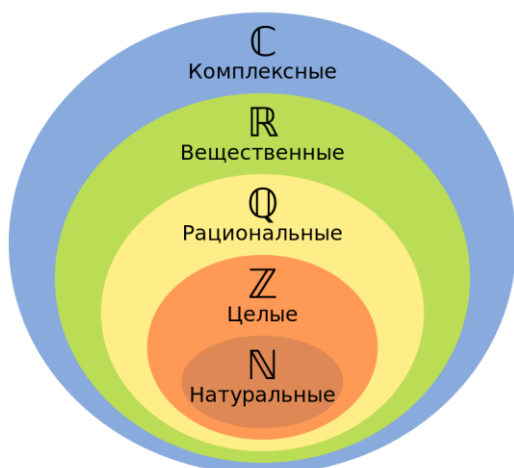 ℂ
Комплексные
ℝ
Вещественные
ℚ
Рациональные
ℤ
Целые
ℕ
Натуральные